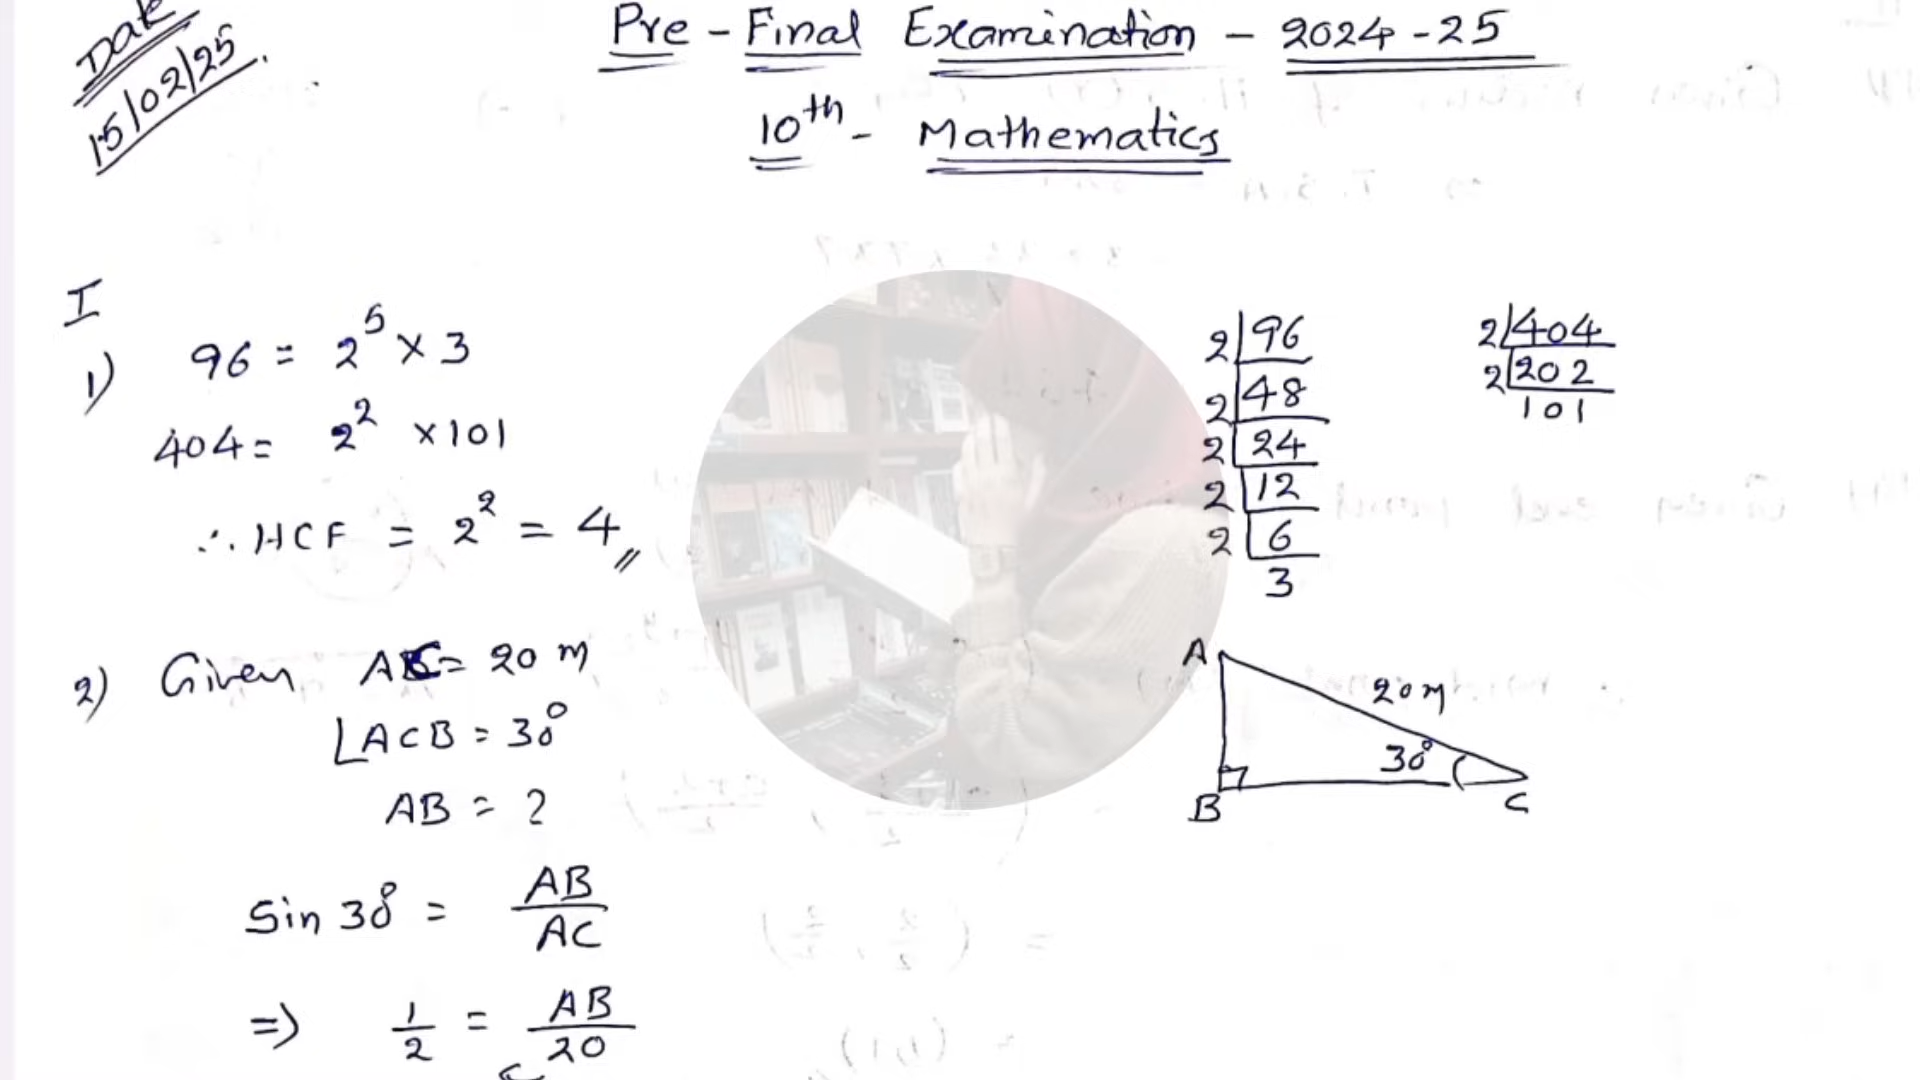 Date
15/02/25
Pre - Final Examination - 2024-25
10th - Mathematics
I
1) 96 = 2^5 × 3
404 = 2^2 × 101
∴ HCF = 2^2 = 4
2|96
2|48
2|24
2|12
2|6
3
2|404
2|202
101
2) Given AC = 20 m
∠ACB = 30°
AB = ?
Sin 30° = AB/AC
=> 1/2 = AB/20
A
20m
30°
B
C